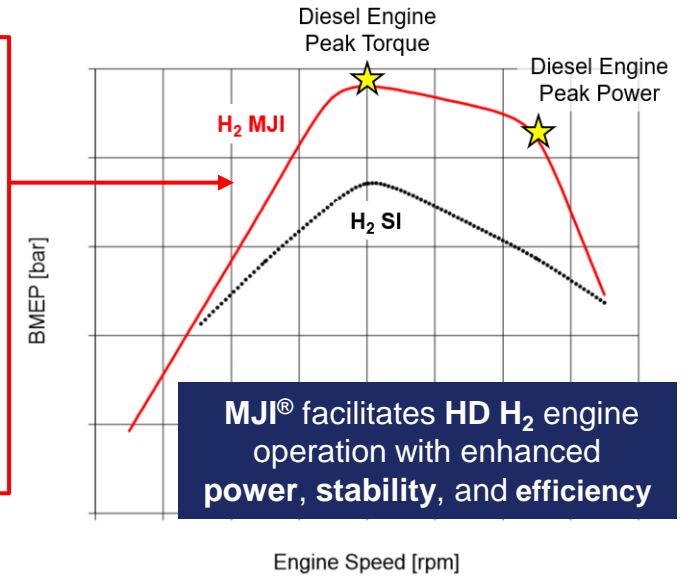 Diesel Engine
Peak Torque
Diesel Engine
Peak Power
H₂ MJI
H₂ SI
BMEP [bar]
MJI® facilitates HD H₂ engine
operation with enhanced
power, stability, and efficiency
Engine Speed [rpm]